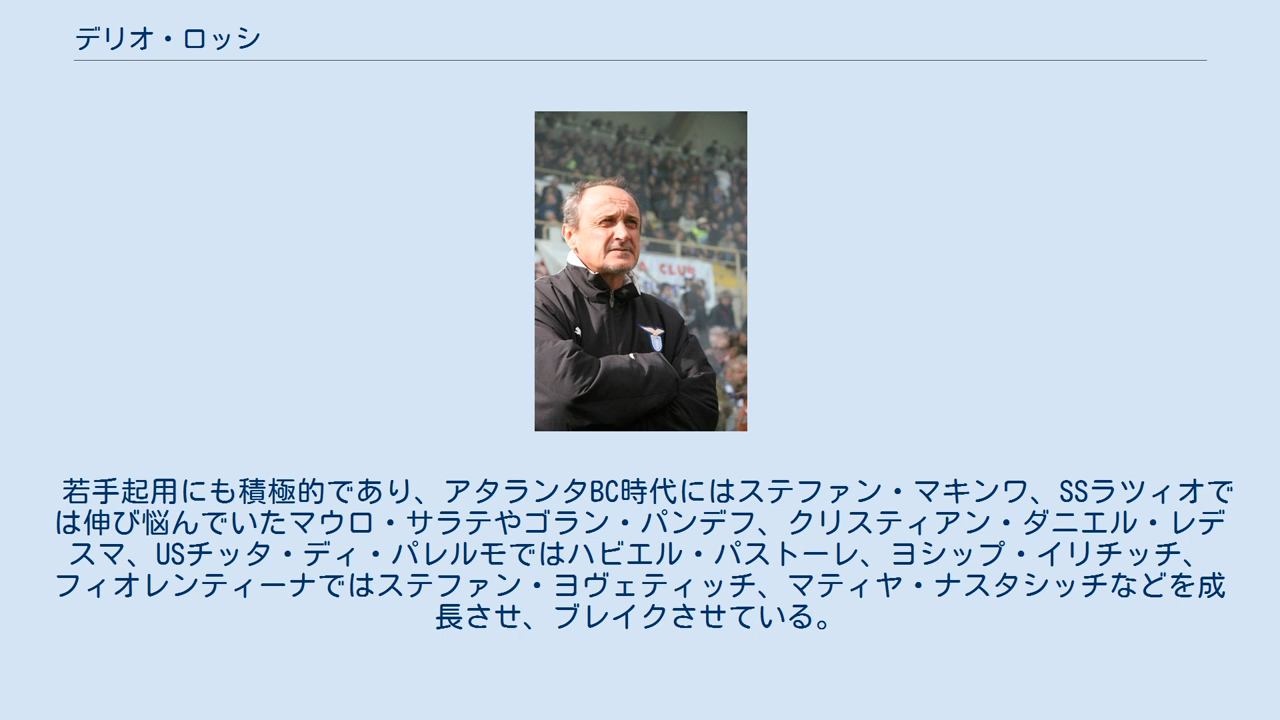 デリオ・ロッシ
CLUB
若手起用にも積極的であり、アタランタBC時代にはステファン・マキンワ、SSラツィオで
は伸び悩んでいたマウロ・サラテやゴラン・パンデフ、クリスティアン・ダニエル・レデ
スマ、USチッタ・ディ・パレルモではハビエル・パストーレ、ヨシップ・イリチッチ、
フィオレンティーナではステファン・ヨヴェティッチ、マティヤ・ナスタシッチなどを成
長させ、ブレイクさせている。